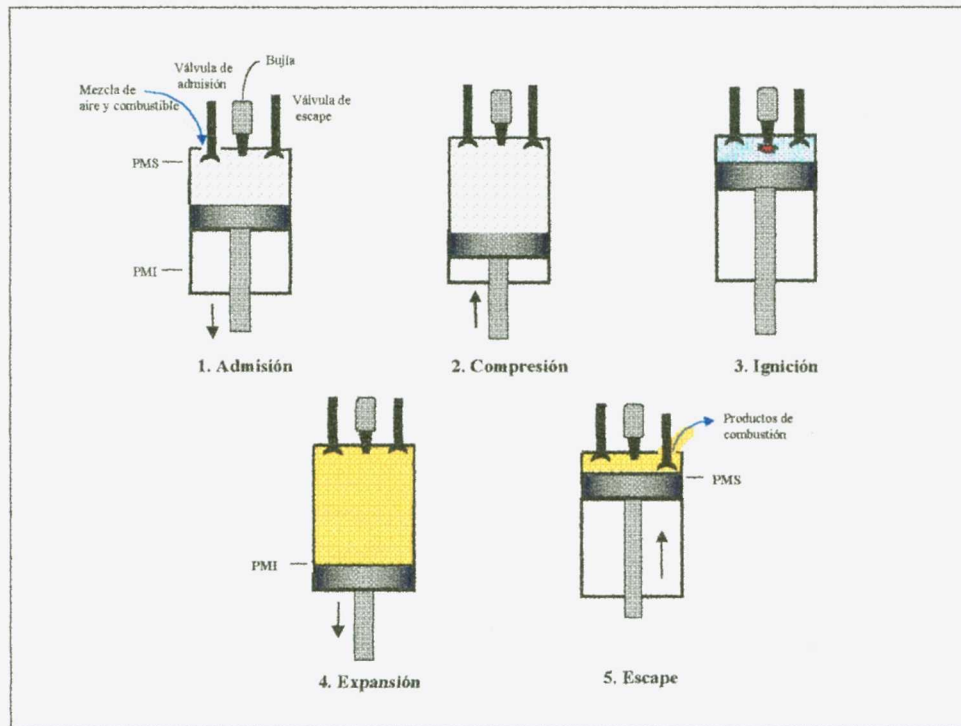 Bujía
Válvula de
admisión
Mezcla de
aire y combustible
Válvula de
escape
PMS
PMI
1. Admisión
2. Compresión
3. Ignición
Productos de
combustión
PMS
PMI
4. Expansión
5. Escape